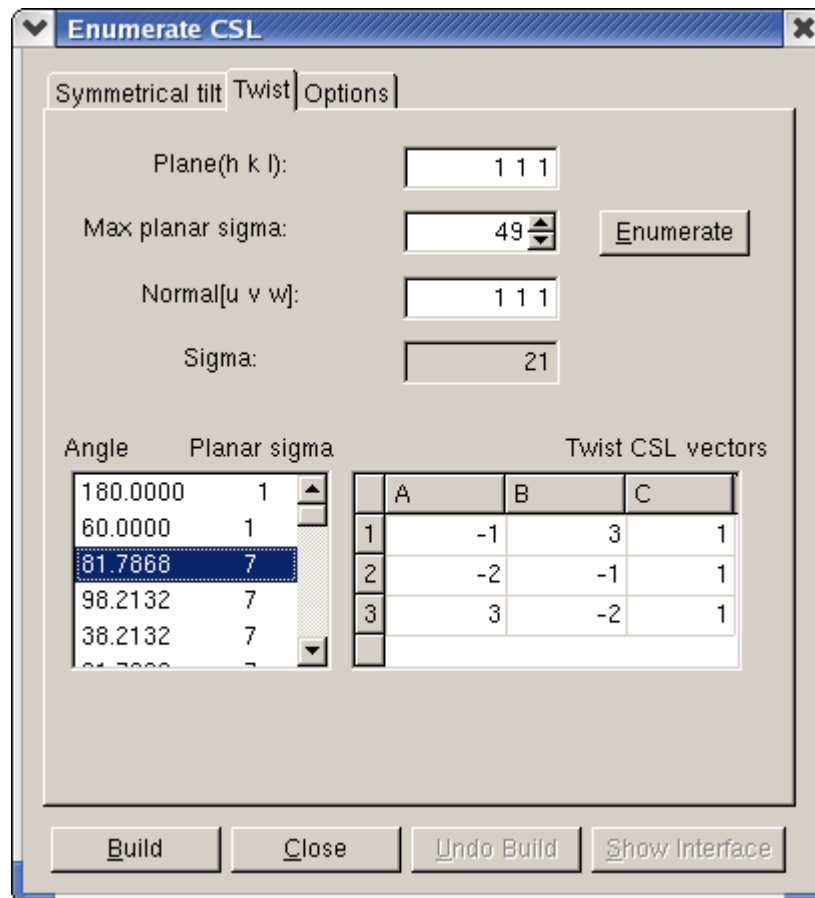 Enumerate CSL
Symmetrical tilt Twist Options
Plane(h k l): 1 1 1
Max planar sigma: 49 Enumerate
Normal[u v w]: 1 1 1
Sigma: 21
Angle Planar sigma Twist CSL vectors
180.0000 1
60.0000 1
81.7868 7
98.2132 7
38.2132 7
A B C
1 -1 3 1
2 -2 -1 1
3 3 -2 1
Build Close Undo Build Show Interface